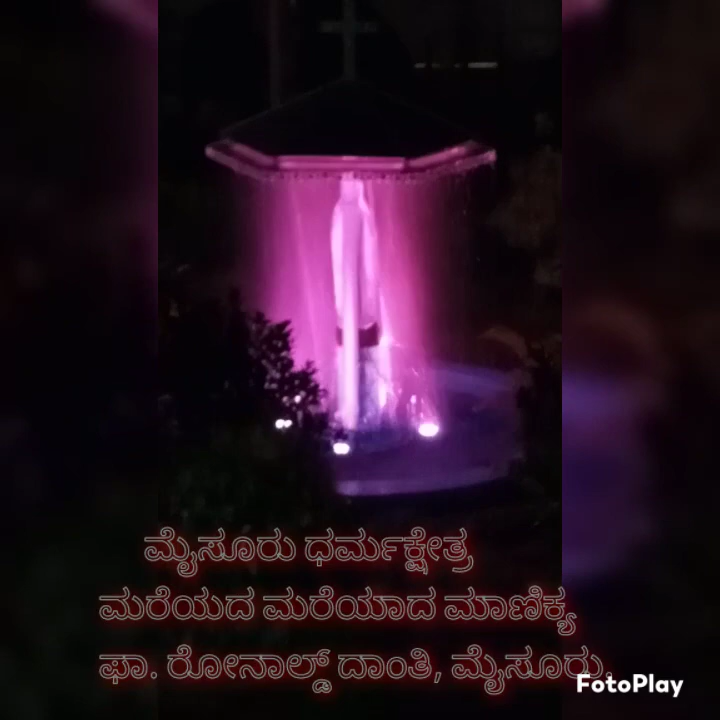 ಮೈಸೂರು ಧರ್ಮಕ್ಷೇತ್ರ
ಮರೆಯದ ಮರೆಯಾದ ಮಾಣಿಕ್ಯ
ಫಾ. ರೋನಾಲ್ಡ್ ದಾಂತಿ, ಮೈಸೂರು.
FotoPlay